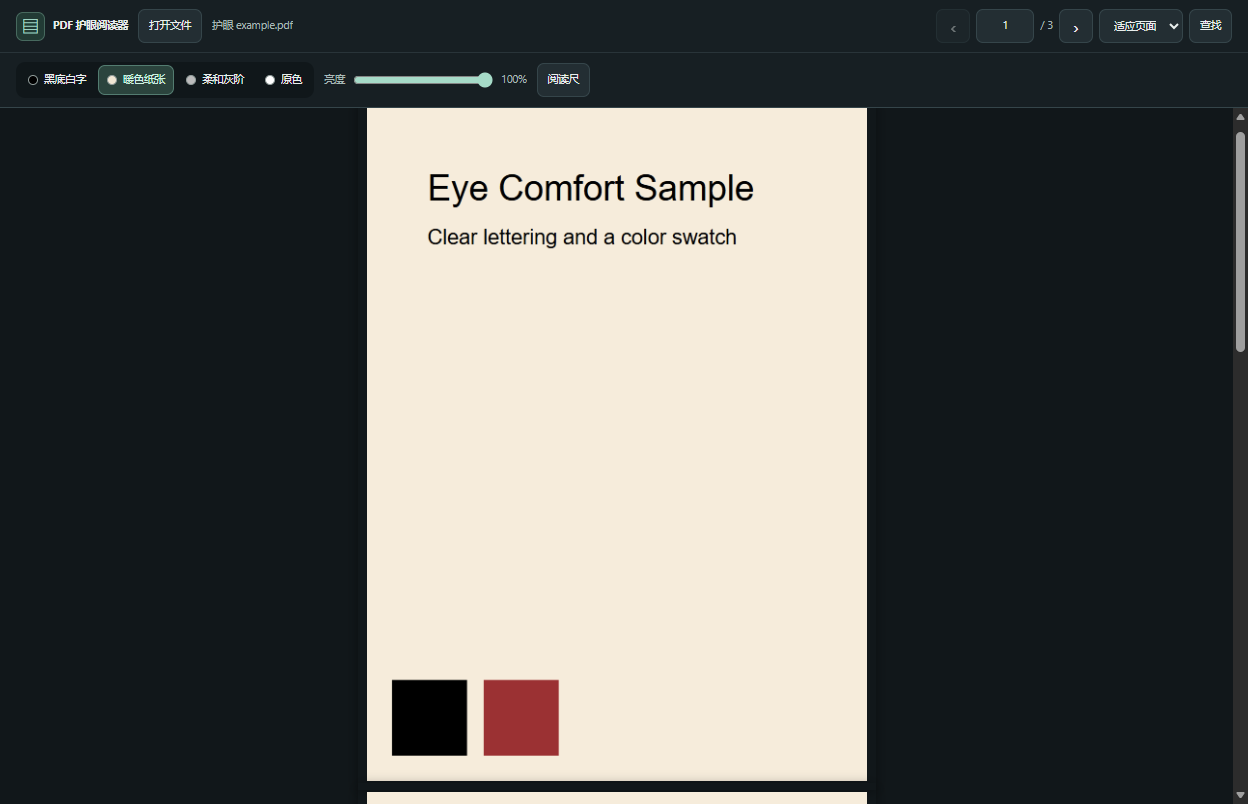 PDF 护眼阅读器 打开文件 护眼 example.pdf ‹ 1 / 3 › 适应页面 查找
黑底白字 暖色纸张 柔和灰阶 原色 亮度 100% 阅读尺
Eye Comfort Sample
Clear lettering and a color swatch